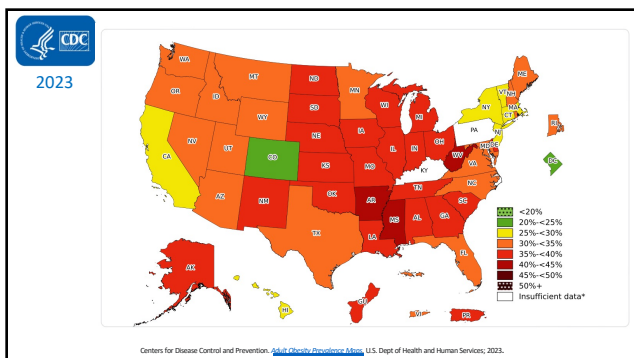 CDC
2023
WA
OR
CA
NV
ID
MT
WY
UT
AZ
CO
NM
ND
SD
NE
KS
OK
TX
MN
IA
MO
AR
LA
WI
IL
MI
IN
OH
KY
TN
MS
AL
GA
FL
SC
NC
VA
WV
PA
NY
VT
NH
ME
MA
CT
NJ
MD
DE
RI
DC
AK
HI
GU
VI
PR
<20%
20%-<25%
25%-<30%
30%-<35%
35%-<40%
40%-<45%
45%-<50%
50%+
Insufficient data*
Centers for Disease Control and Prevention. Adult Obesity Prevalence Maps. U.S. Dept of Health and Human Services; 2023.